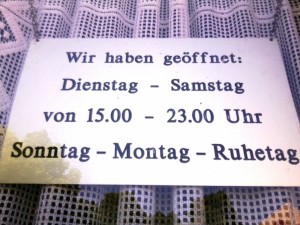 Wir haben geöffnet:
Dienstag – Samstag
von 15.00 – 23.00 Uhr
Sonntag – Montag – Ruhetag